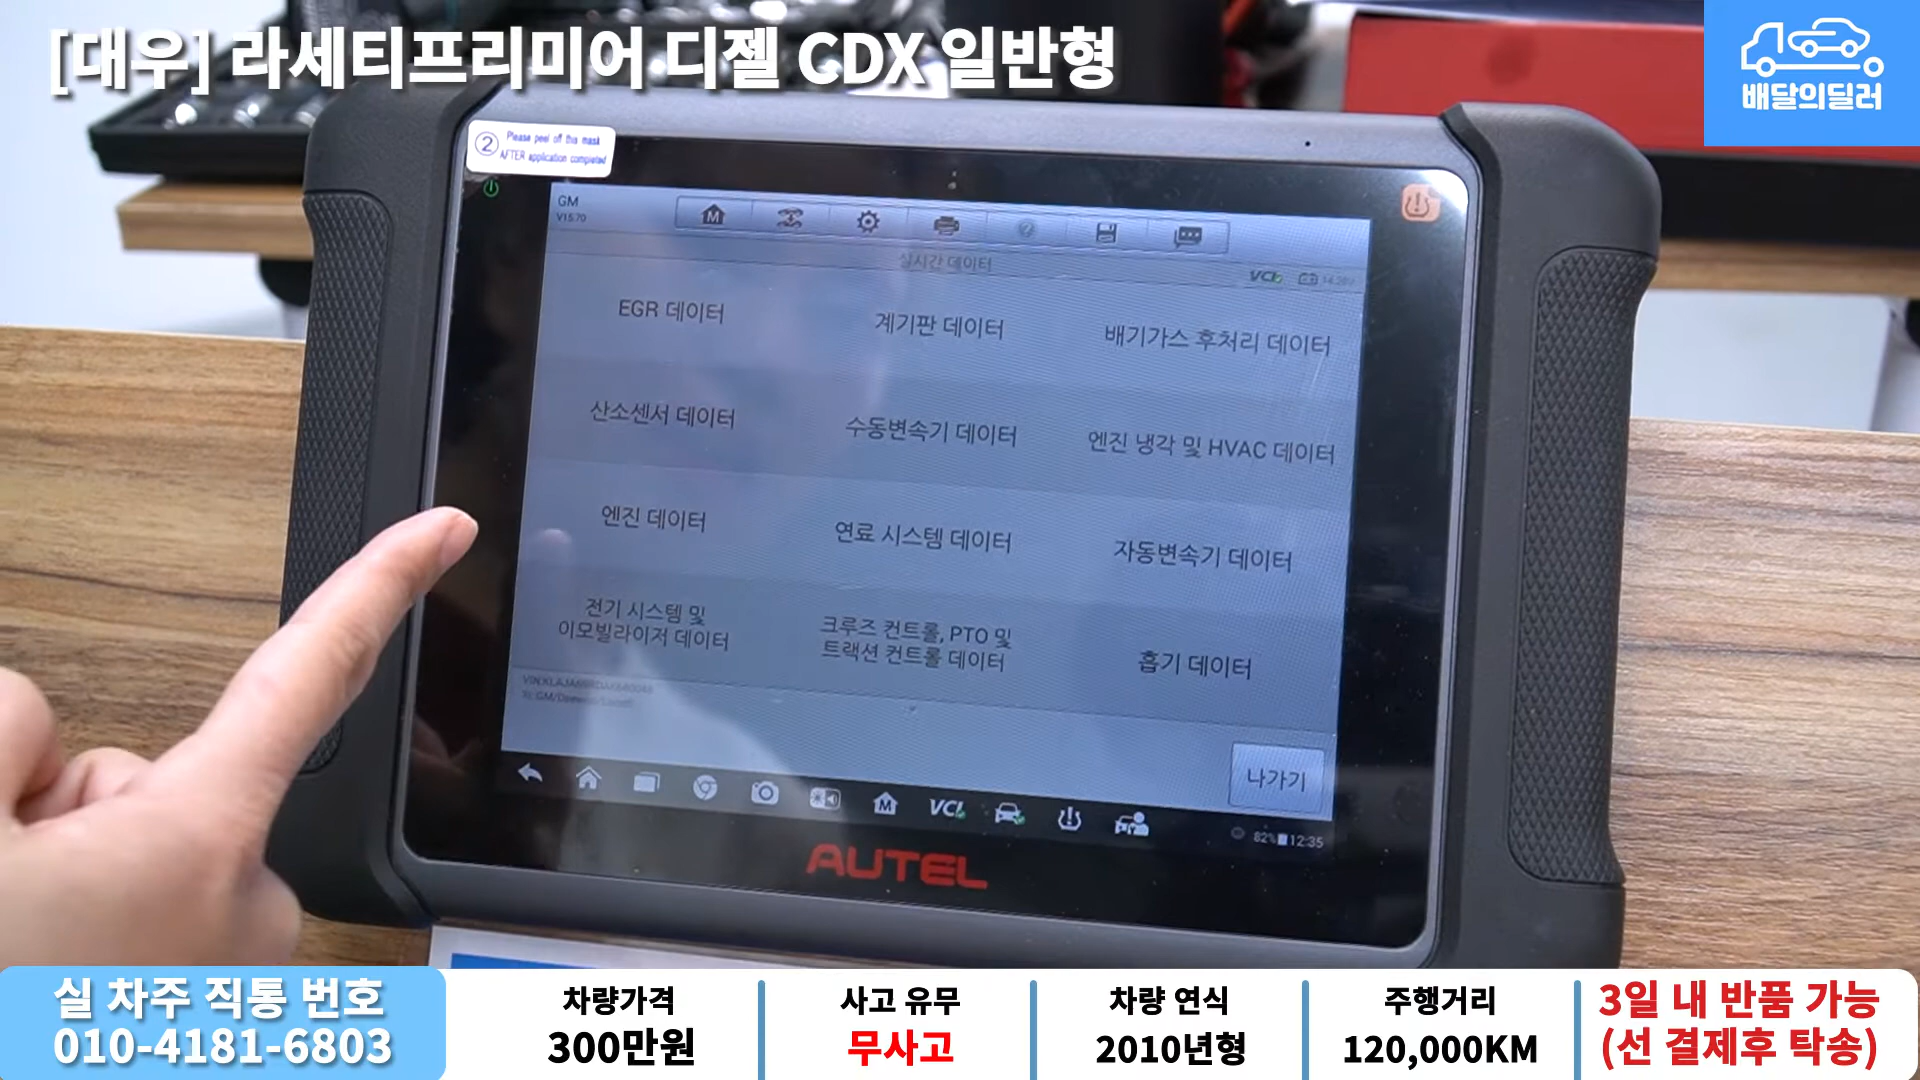 [대우] 라세티프리미어 디젤 CDX 일반형
배달의딜러
② Please peel off this mask
AFTER application completed
GM
V15.70
실시간 데이터
VCI
EGR 데이터
계기판 데이터
배기가스 후처리 데이터
산소센서 데이터
수동변속기 데이터
엔진 냉각 및 HVAC 데이터
엔진 데이터
연료 시스템 데이터
자동변속기 데이터
전기 시스템 및
이모빌라이저 데이터
크루즈 컨트롤, PTO 및
트랙션 컨트롤 데이터
흡기 데이터
나가기
VCI
82% 12:35
AUTEL
실 차주 직통 번호
010-4181-6803
차량가격
300만원
사고 유무
무사고
차량 연식
2010년형
주행거리
120,000KM
3일 내 반품 가능
(선 결제후 탁송)